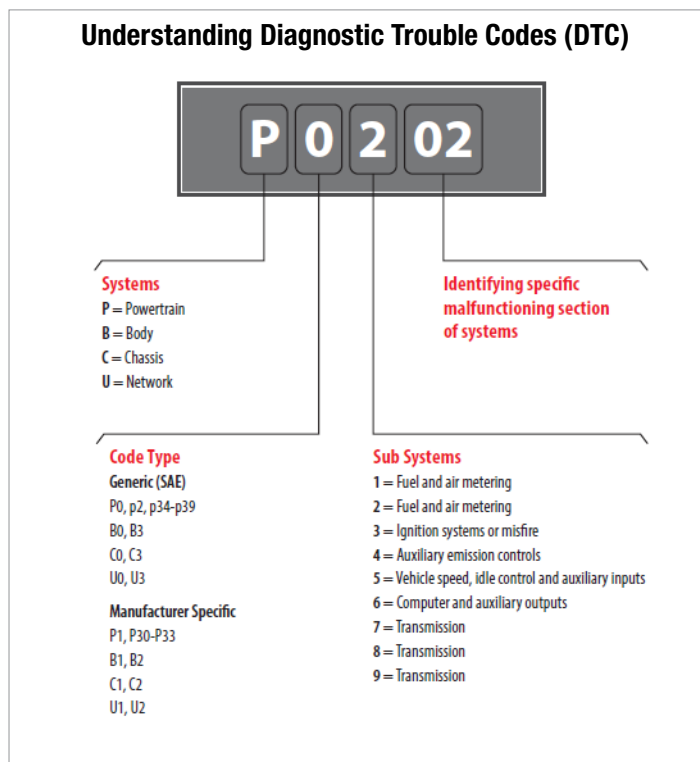 Understanding Diagnostic Trouble Codes (DTC)
P 0 2 02
Systems
P = Powertrain
B = Body
C = Chassis
U = Network
Identifying specific
malfunctioning section
of systems
Code Type
Generic (SAE)
P0, p2, p34-p39
B0, B3
C0, C3
U0, U3
Manufacturer Specific
P1, P30-P33
B1, B2
C1, C2
U1, U2
Sub Systems
1 = Fuel and air metering
2 = Fuel and air metering
3 = Ignition systems or misfire
4 = Auxiliary emission controls
5 = Vehicle speed, idle control and auxiliary inputs
6 = Computer and auxiliary outputs
7 = Transmission
8 = Transmission
9 = Transmission